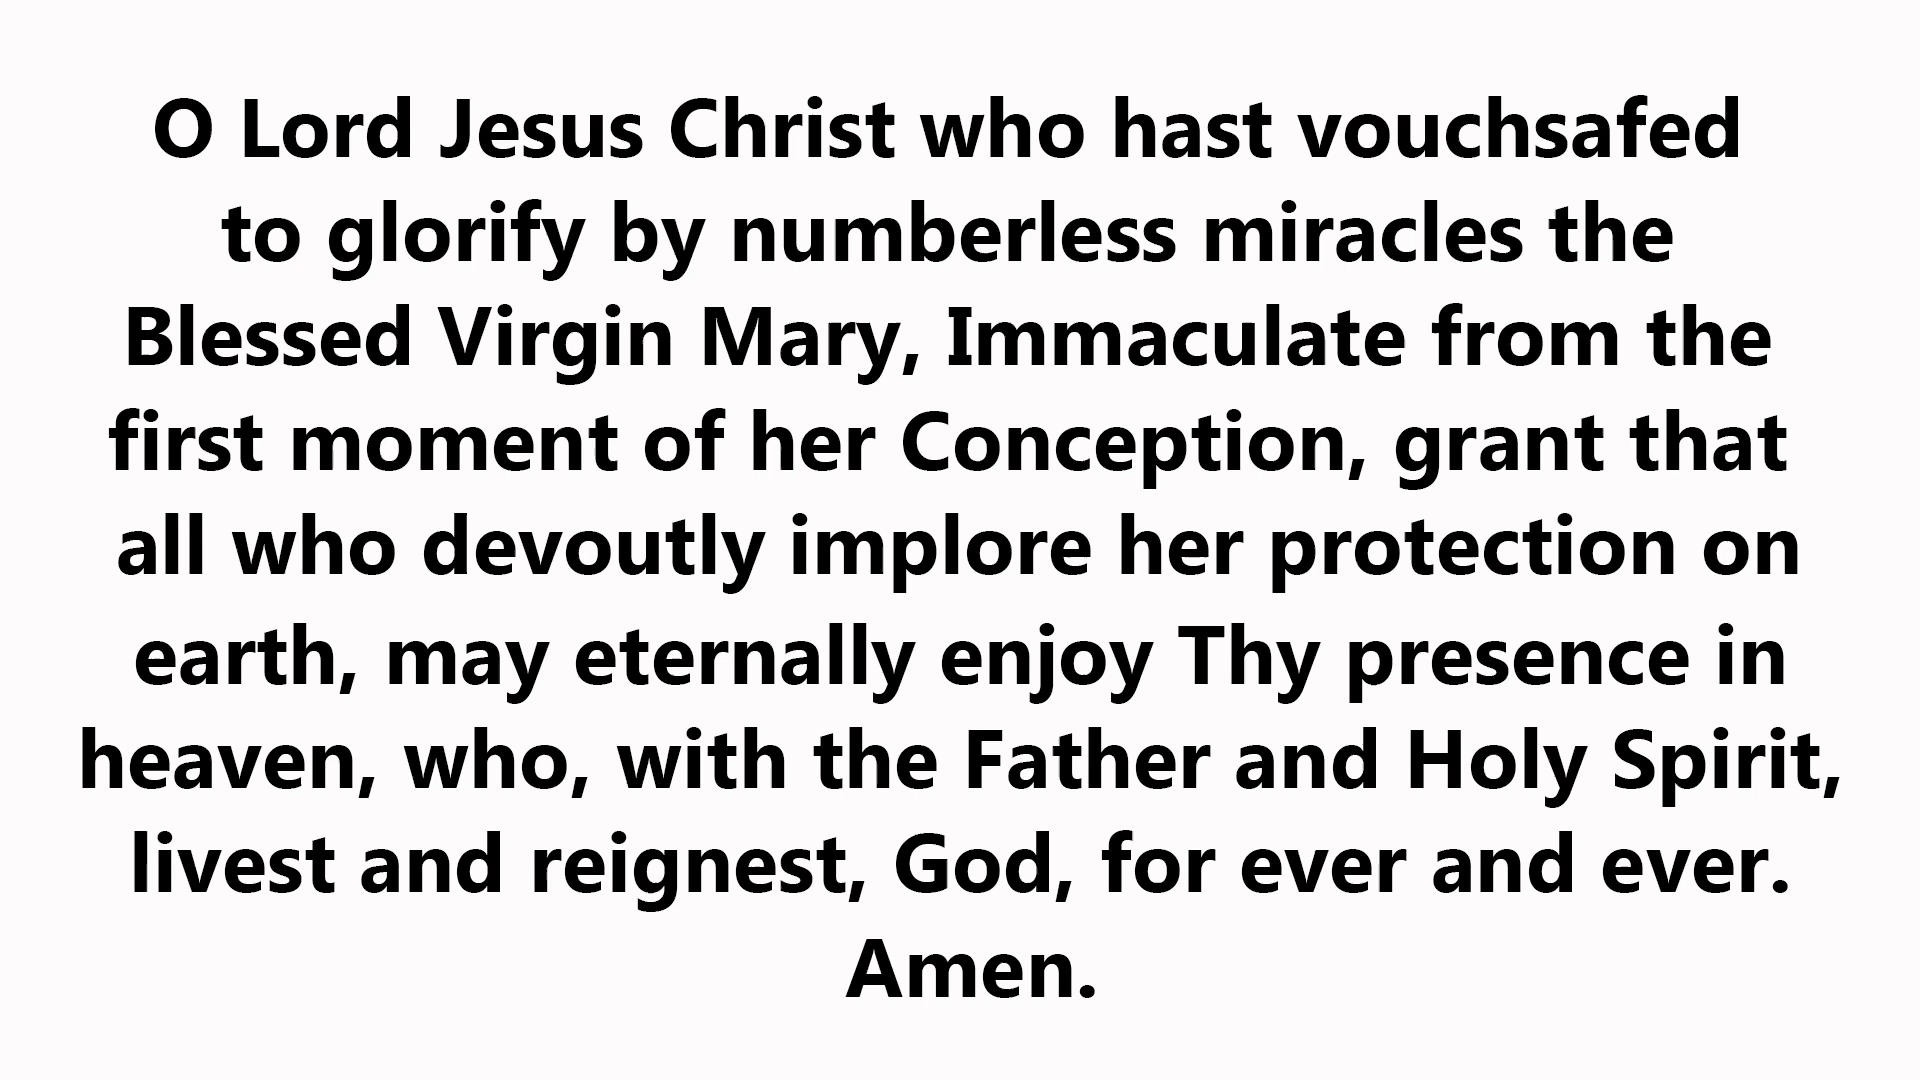 O Lord Jesus Christ who hast vouchsafed
to glorify by numberless miracles the
Blessed Virgin Mary, Immaculate from the
first moment of her Conception, grant that
all who devoutly implore her protection on
earth, may eternally enjoy Thy presence in
heaven, who, with the Father and Holy Spirit,
livest and reignest, God, for ever and ever.
Amen.